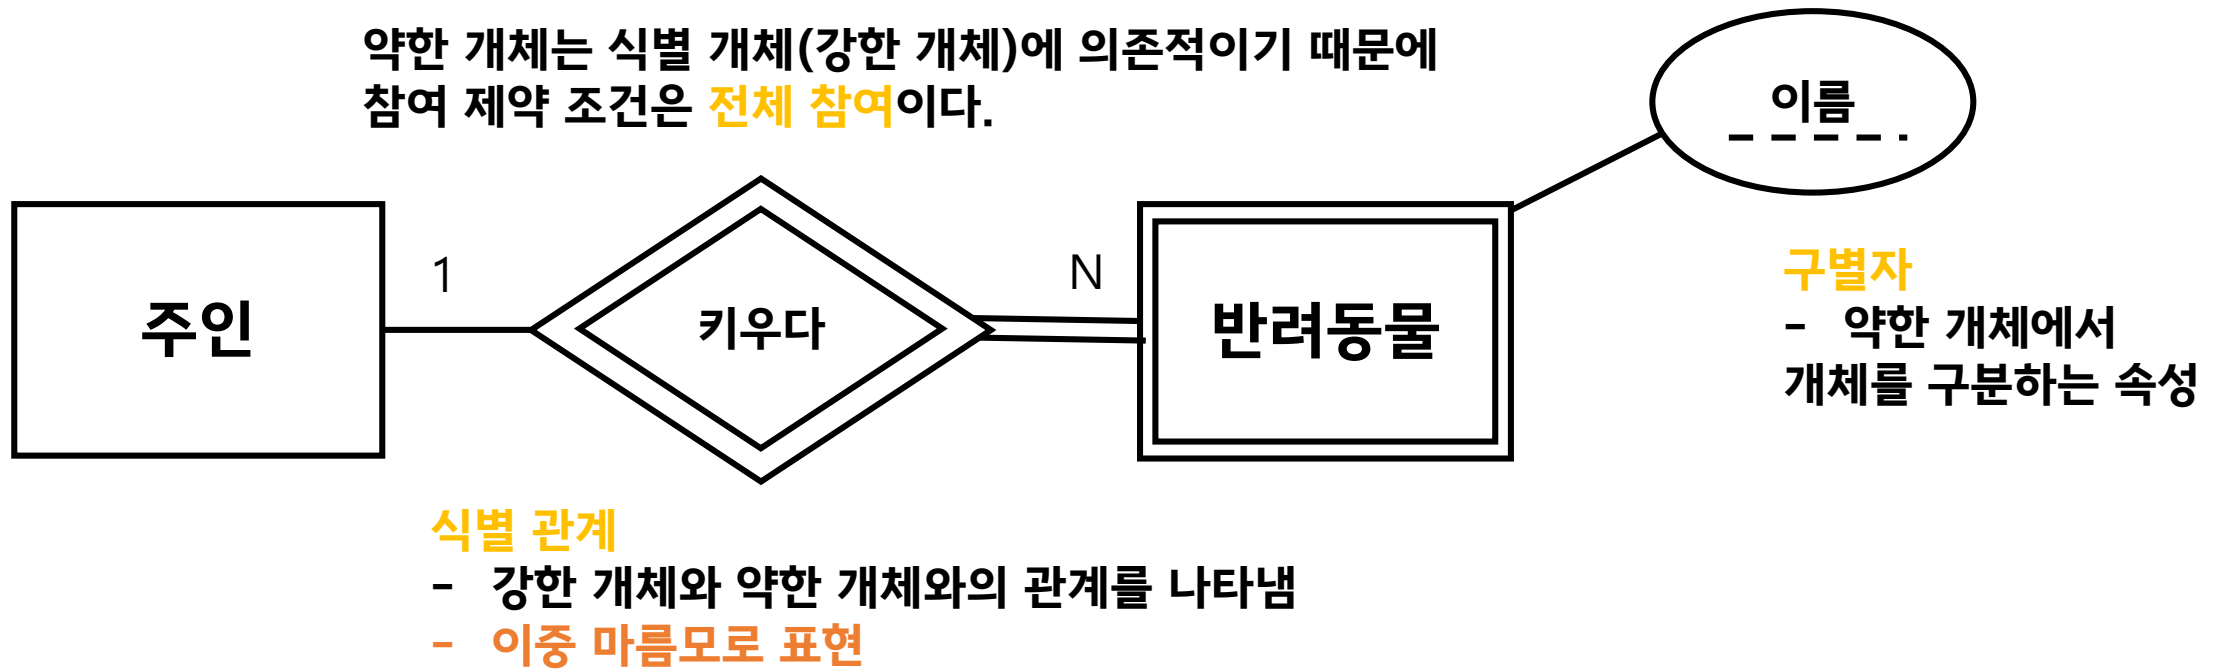 약한 개체는 식별 개체(강한 개체)에 의존적이기 때문에
참여 제약 조건은 전체 참여이다.
이름
주인
1
키우다
N
반려동물
구별자
- 약한 개체에서
개체를 구분하는 속성
식별 관계
- 강한 개체와 약한 개체와의 관계를 나타냄
- 이중 마름모로 표현